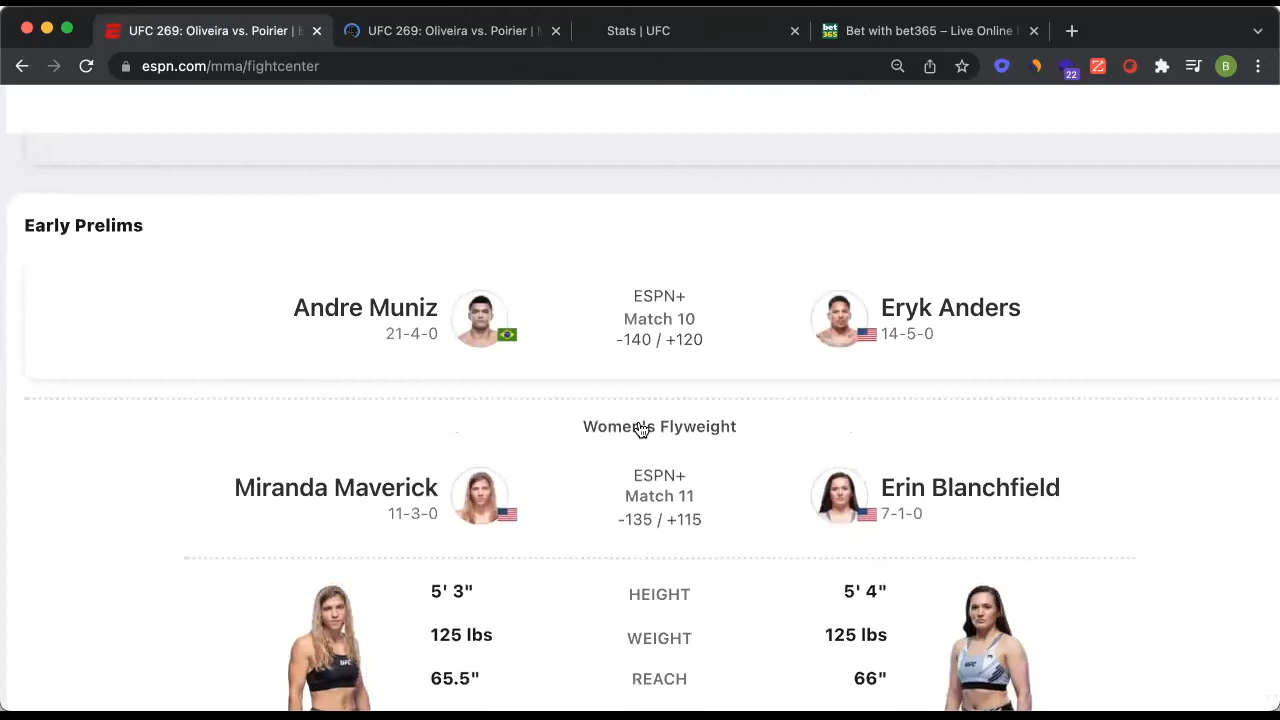 UFC 269: Oliveira vs. Poirier |
UFC 269: Oliveira vs. Poirier |
Stats | UFC
bet365
Bet with bet365 – Live Online
espn.com/mma/fightcenter
22
B
Early Prelims
Andre Muniz
21-4-0
ESPN+
Match 10
-140 / +120
Eryk Anders
14-5-0
Women's Flyweight
Miranda Maverick
11-3-0
ESPN+
Match 11
-135 / +115
Erin Blanchfield
7-1-0
5' 3" HEIGHT 5' 4"
125 lbs WEIGHT 125 lbs
65.5" REACH 66"